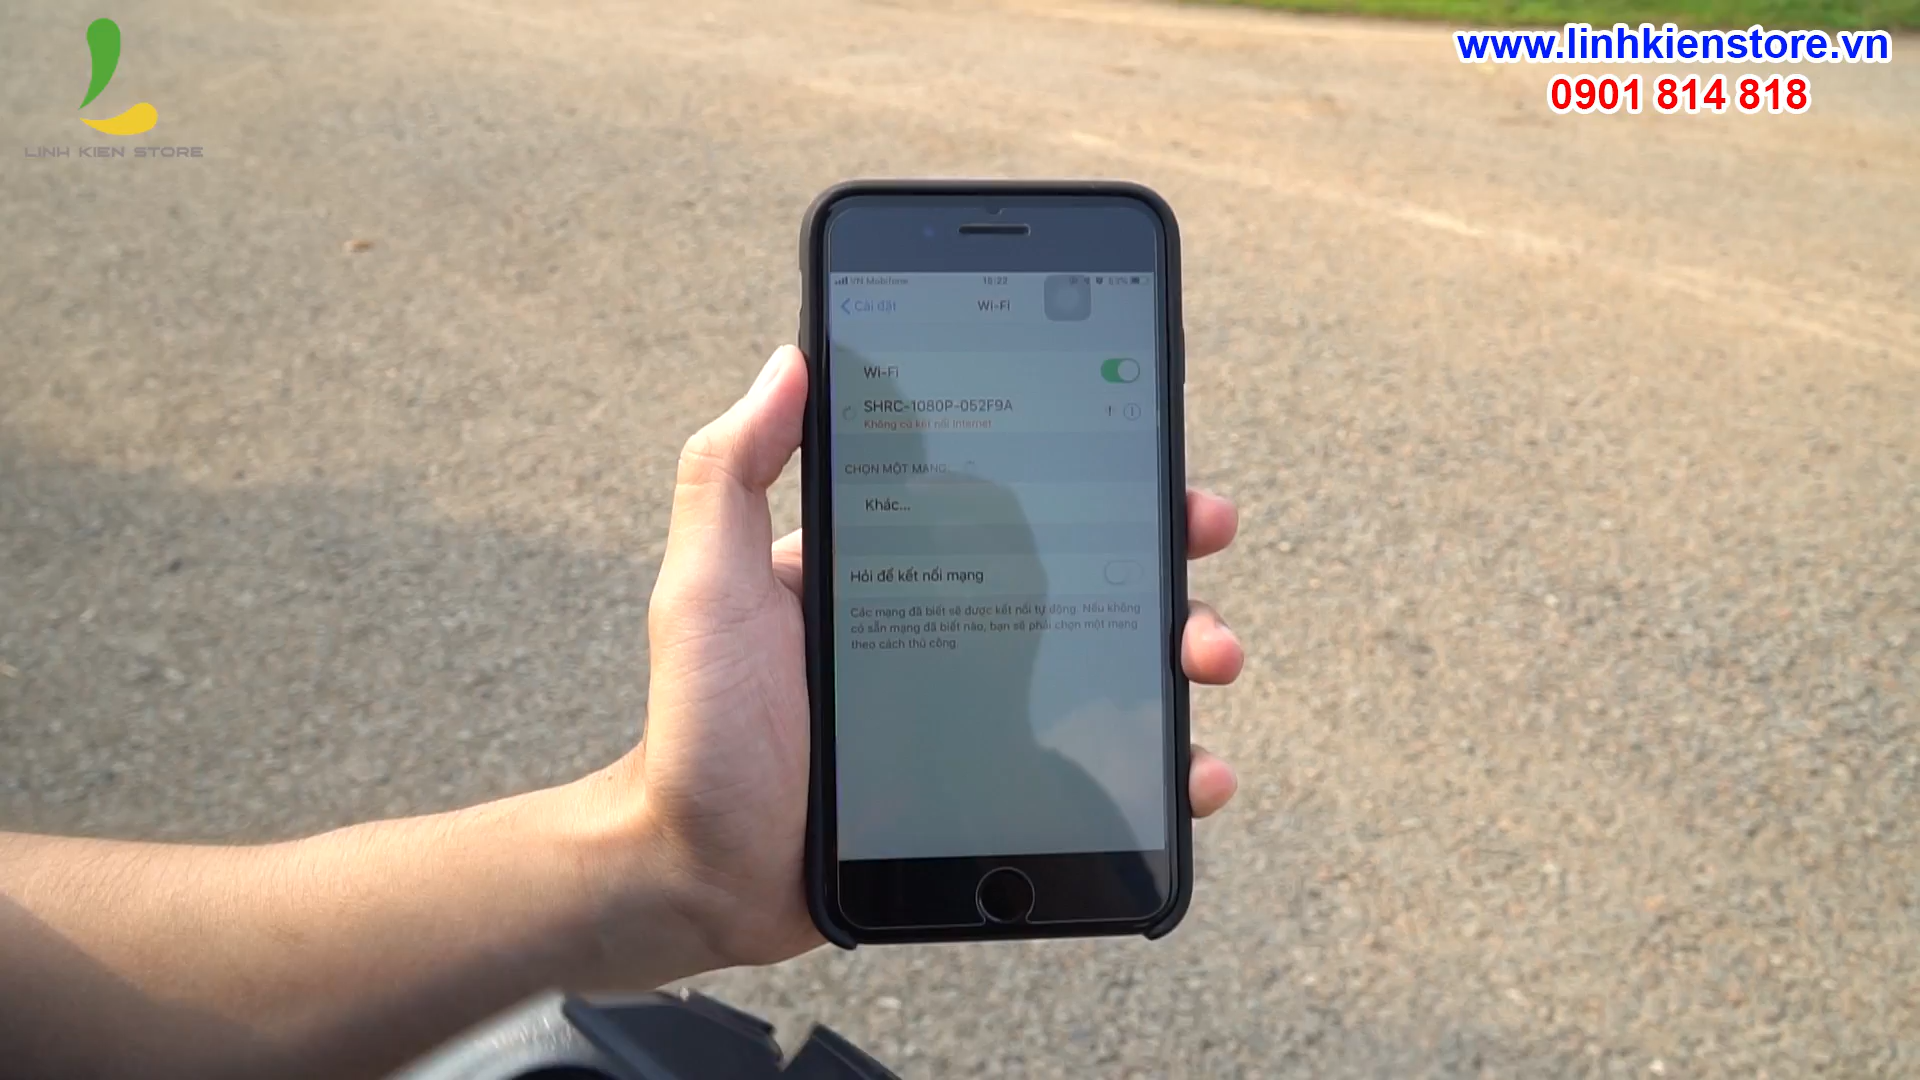 www.linhkienstore.vn
0901 814 818
LINH KIEN STORE
VN Mobifone 15:22 53%
Cài đặt Wi-Fi
Wi-Fi
SHRC-1080P-052F9A
Không có kết nối Internet
CHỌN MỘT MẠNG...
Khác...
Hỏi để kết nối mạng
Các mạng đã biết sẽ được kết nối tự động. Nếu không
có sẵn mạng đã biết nào, bạn sẽ phải chọn một mạng
theo cách thủ công.